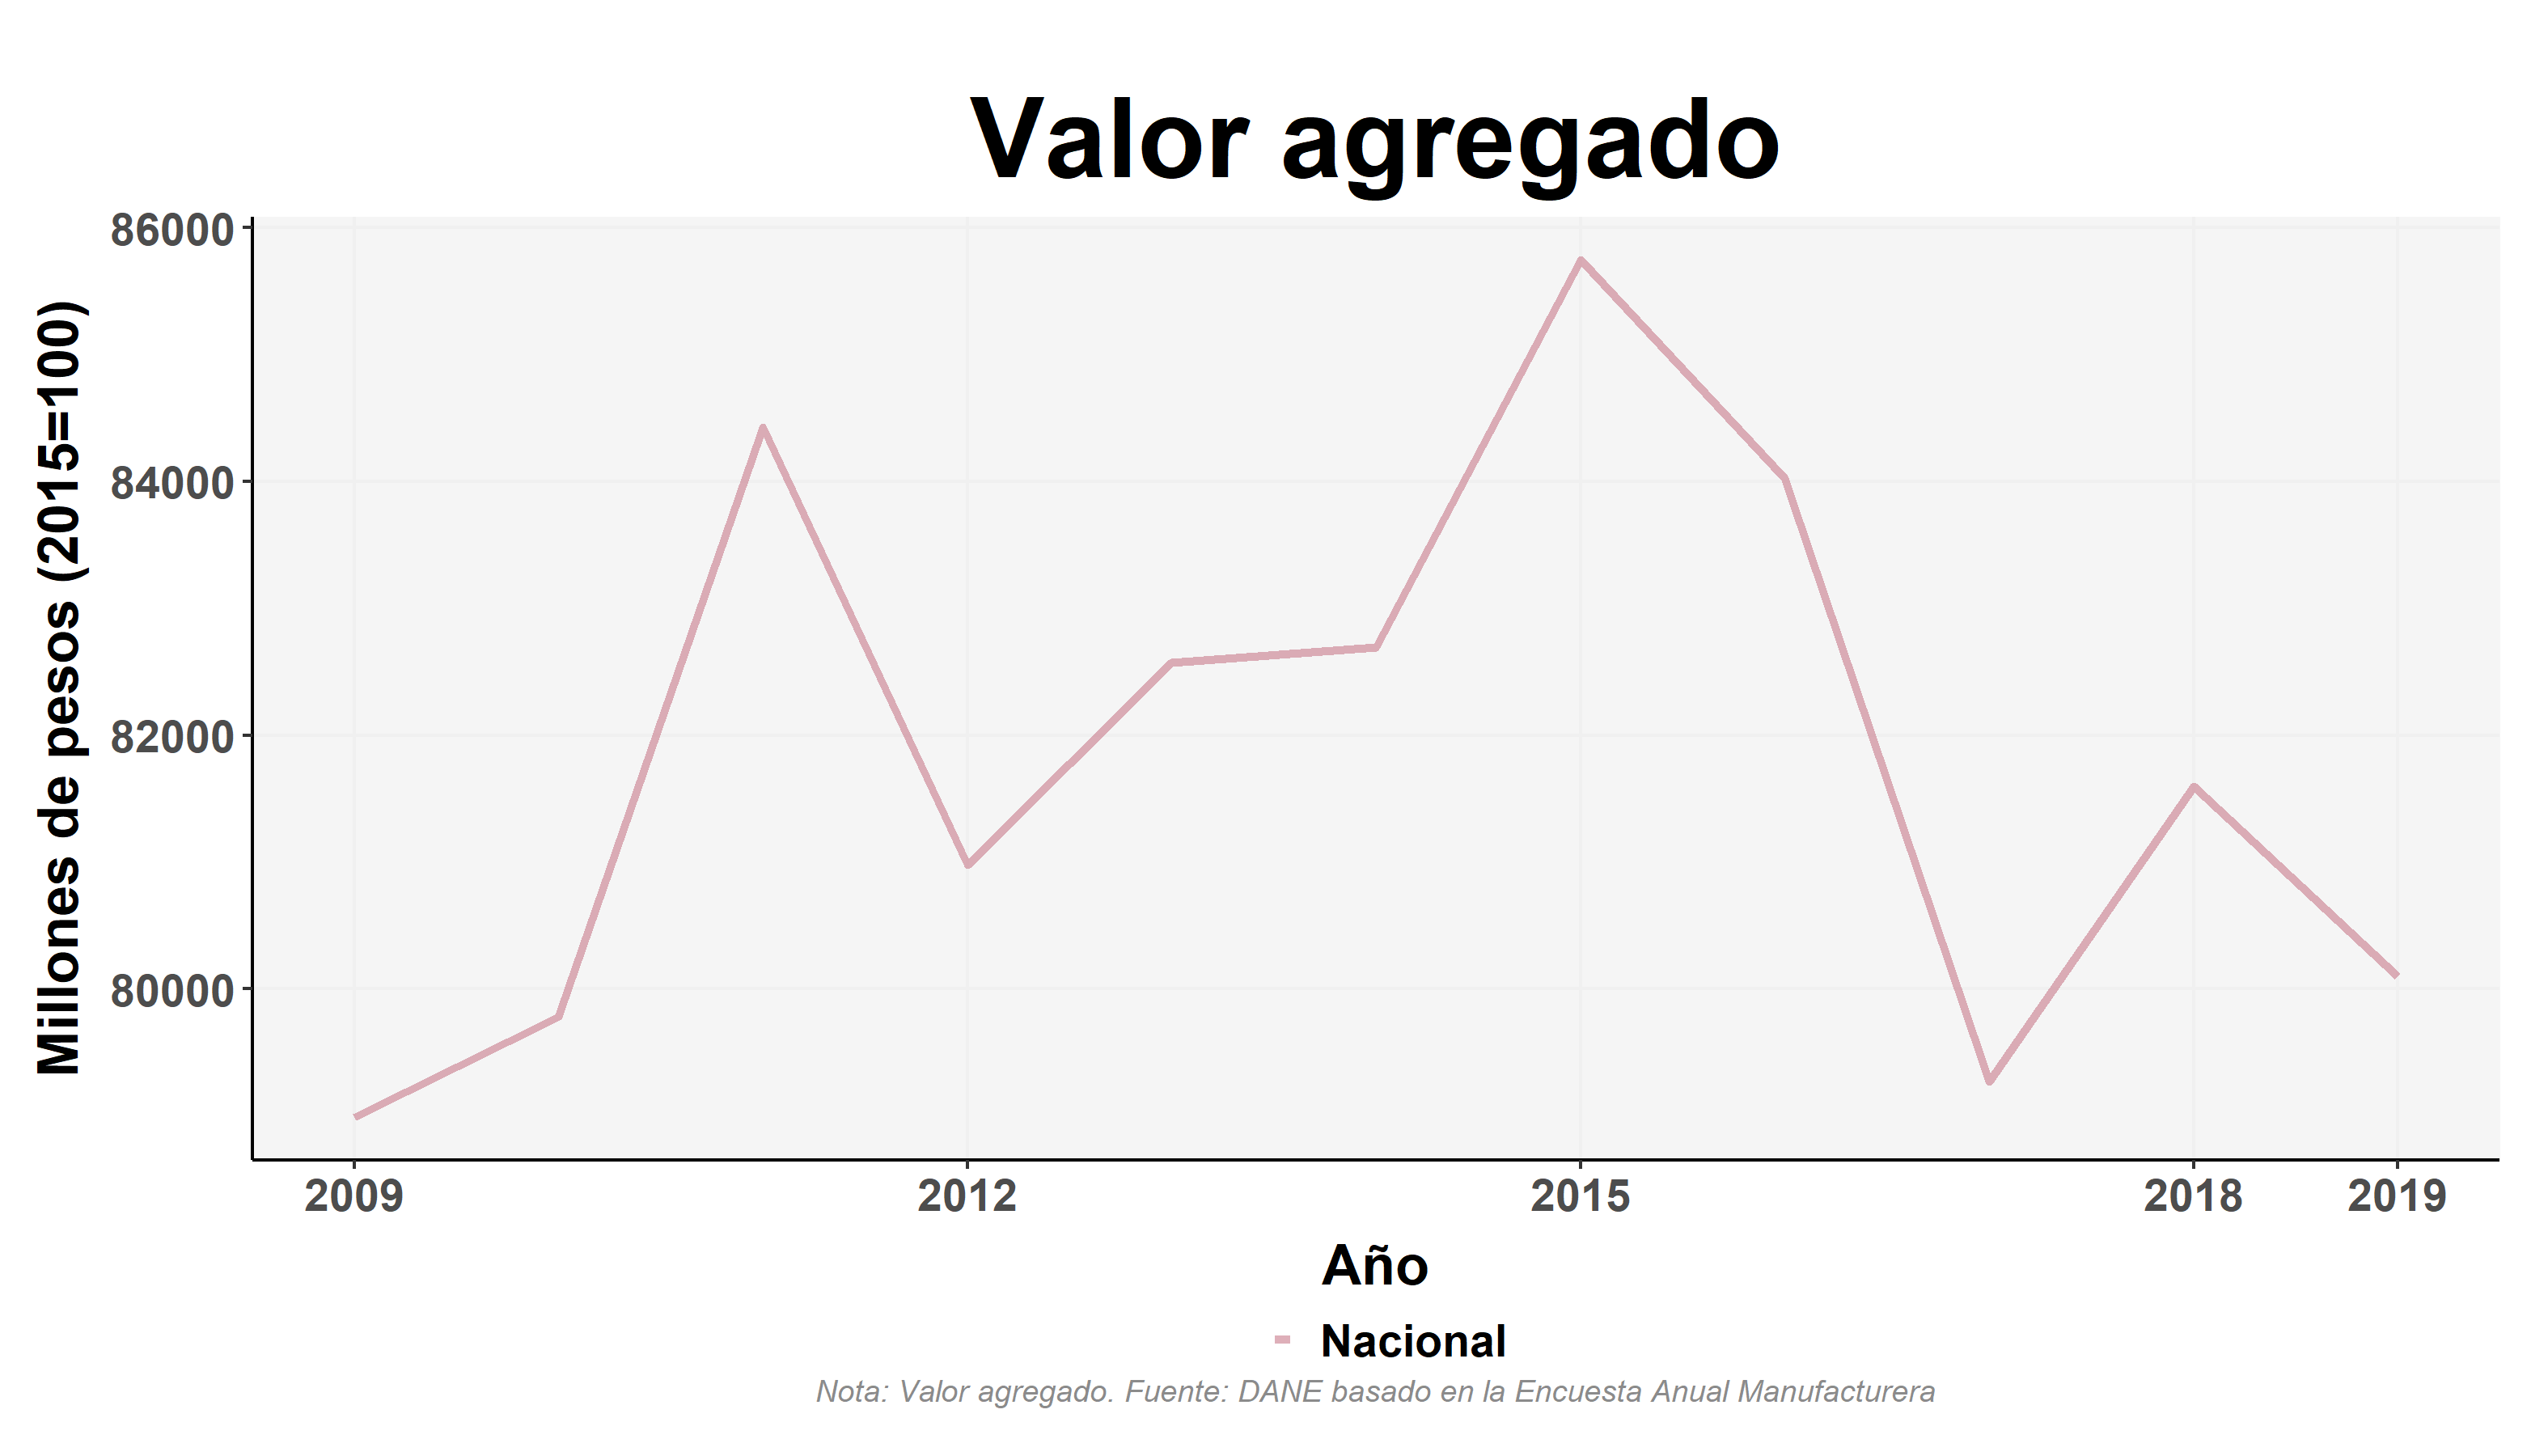 Valor agregado
Millones de pesos (2015=100)
86000
84000
82000
80000
2009 2012 2015 2018 2019
Año
Nacional
Nota: Valor agregado. Fuente: DANE basado en la Encuesta Anual Manufacturera